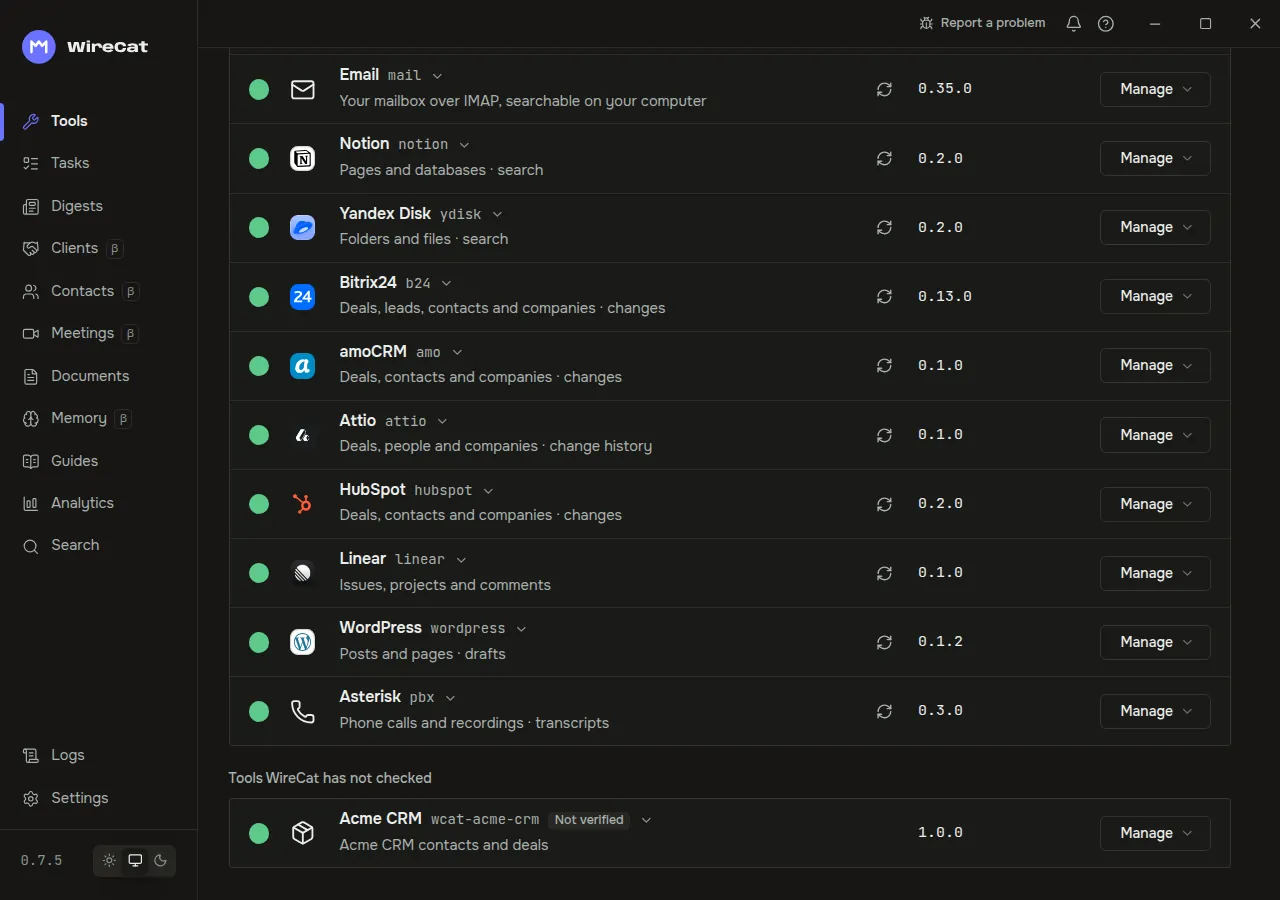 WireCat
Report a problem
Tools
Tasks
Digests
Clients β
Contacts β
Meetings β
Documents
Memory β
Guides
Analytics
Search
Logs
Settings
0.7.5
Email mail
Your mailbox over IMAP, searchable on your computer
0.35.0
Manage
Notion notion
Pages and databases · search
0.2.0
Manage
Yandex Disk ydisk
Folders and files · search
0.2.0
Manage
24
Bitrix24 b24
Deals, leads, contacts and companies · changes
0.13.0
Manage
amoCRM amo
Deals, contacts and companies · changes
0.1.0
Manage
Attio attio
Deals, people and companies · change history
0.1.0
Manage
HubSpot hubspot
Deals, contacts and companies · changes
0.2.0
Manage
Linear linear
Issues, projects and comments
0.1.0
Manage
WordPress wordpress
Posts and pages · drafts
0.1.2
Manage
Asterisk pbx
Phone calls and recordings · transcripts
0.3.0
Manage
Tools WireCat has not checked
Acme CRM wcat-acme-crm Not verified
Acme CRM contacts and deals
1.0.0
Manage